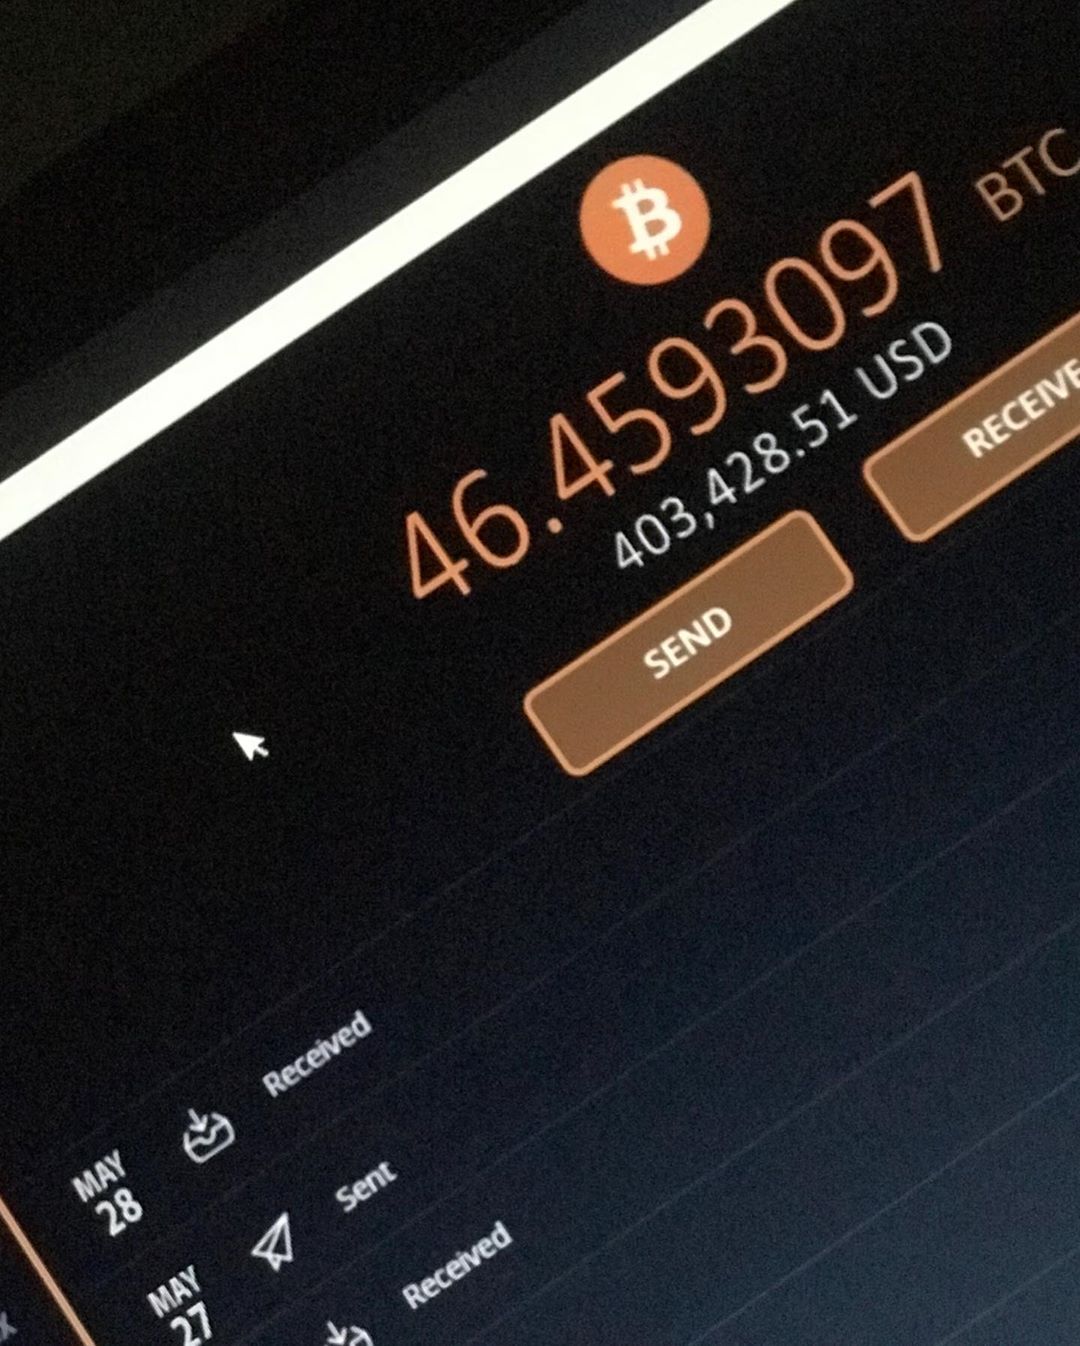 46.4593097 BTC
403,428.51 USD
SEND
RECEIVE
MAY
28
Received
MAY
27
Sent
Received